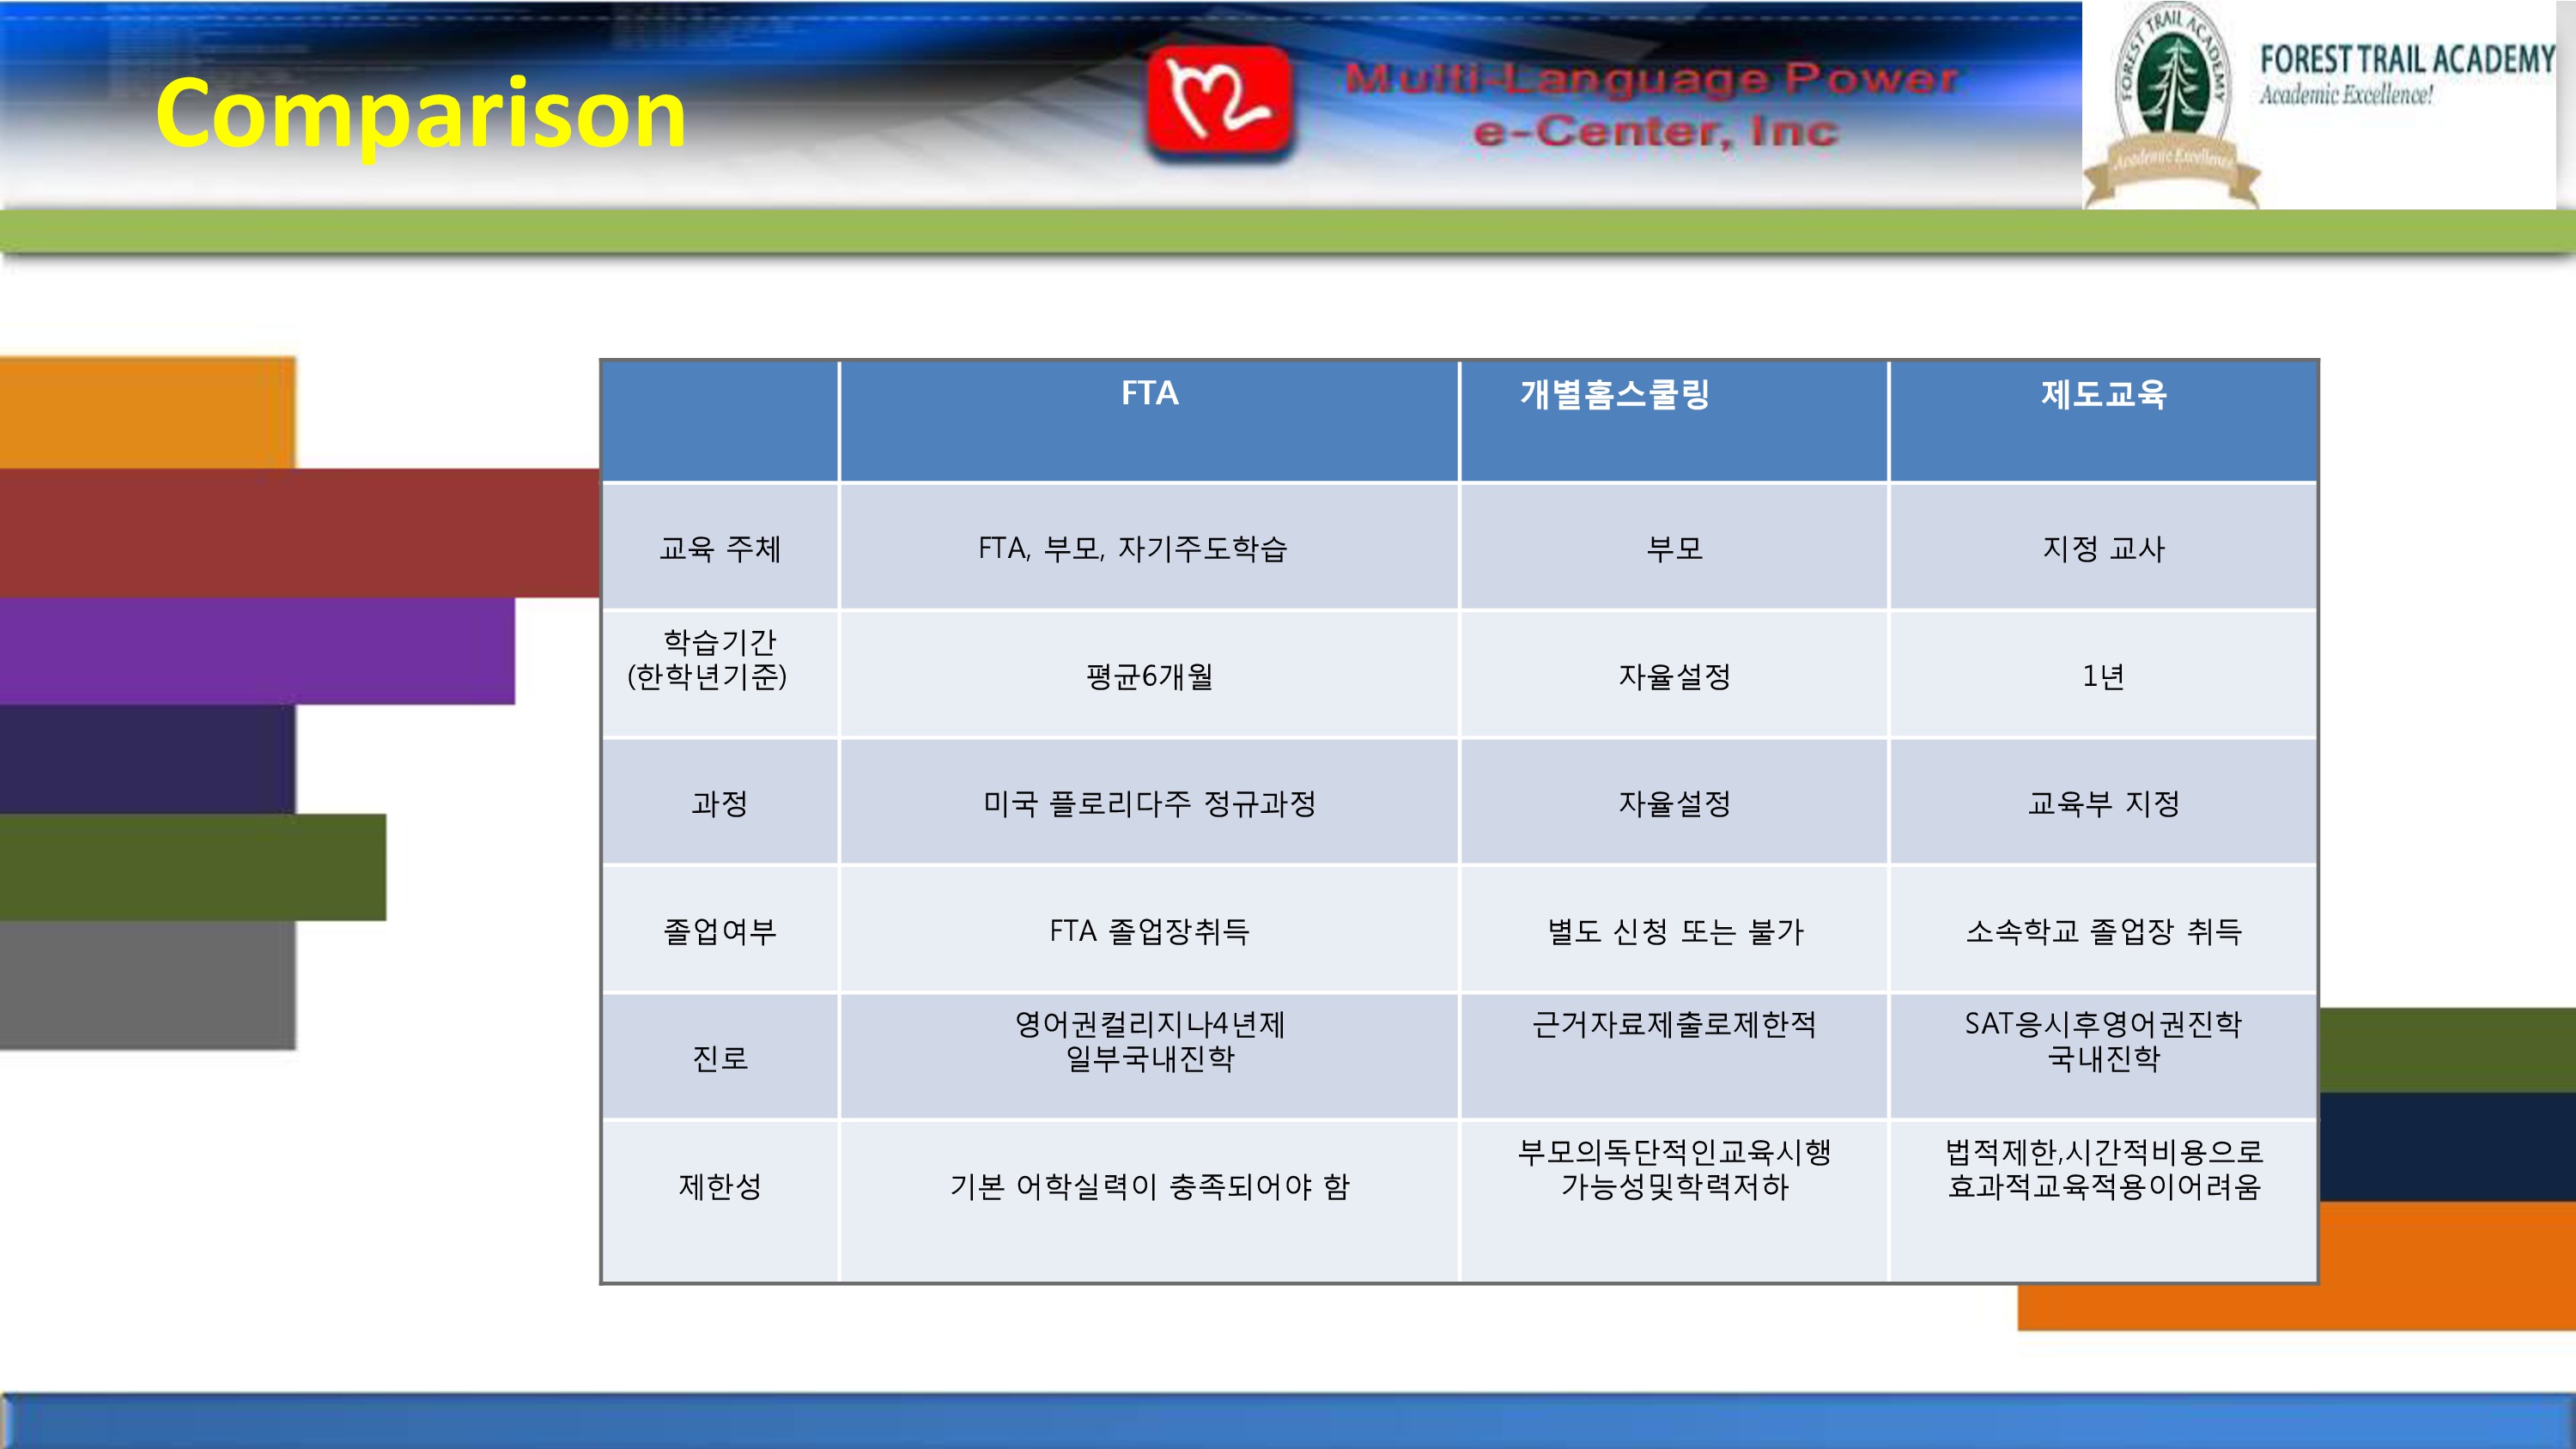 Comparison
Multi-Language Power
e-Center, Inc
FOREST TRAIL ACADEMY
Academic Excellence
FOREST TRAIL ACADEMY
Academic Excellence!
FTA 개별홈스쿨링 제도교육
교육 주체 FTA, 부모, 자기주도학습 부모 지정 교사
학습기간
(한학년기준) 평균6개월 자율설정 1년
과정 미국 플로리다주 정규과정 자율설정 교육부 지정
졸업여부 FTA 졸업장취득 별도 신청 또는 불가 소속학교 졸업장 취득
영어권컬리지나4년제 근거자료제출로제한적 SAT응시후영어권진학
진로 일부국내진학 국내진학
부모의독단적인교육시행 법적제한,시간적비용으로
제한성 기본 어학실력이 충족되어야 함 가능성및학력저하 효과적교육적용이어려움